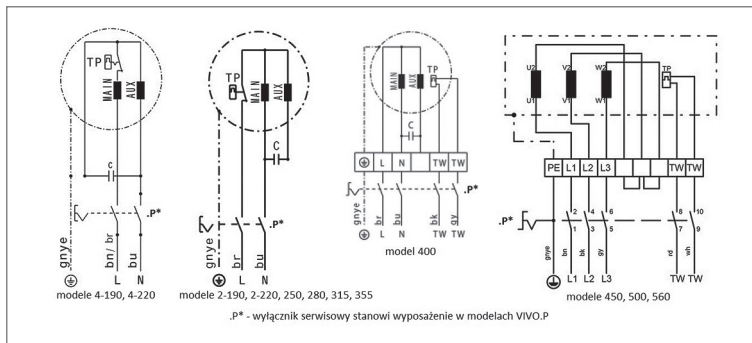 TP
MAIN
AUX
C
.P*
gnye
bn/ br
bu
L N
modele 4-190, 4-220
TP
MAIN
AUX
C
.P*
gnye
br
bu
L N
modele 2-190, 2-220, 250, 280, 315, 355
TP
MAIN
AUX
C
L N TW TW
.P*
gnye
br
bu
bk
gy
L N TW TW
model 400
U2 V2 W2 TP
U1 V1 W1
PE L1 L2 L3 TW TW
.P*
2 4 6 8 10
1 3 5 7 9
gnye
bn
bk
gy
rd
wh
L1 L2 L3 TW TW
modele 450, 500, 560
.P* - wyłącznik serwisowy stanowi wyposażenie w modelach VIVO.P